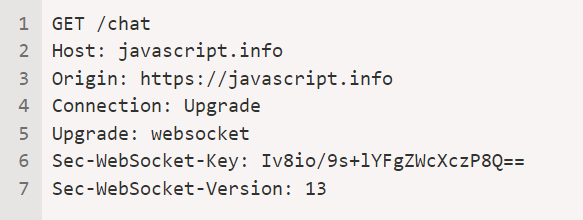 1 GET /chat
2 Host: javascript.info
3 Origin: https://javascript.info
4 Connection: Upgrade
5 Upgrade: websocket
6 Sec-WebSocket-Key: Iv8io/9s+lYFgZWcXczP8Q==
7 Sec-WebSocket-Version: 13